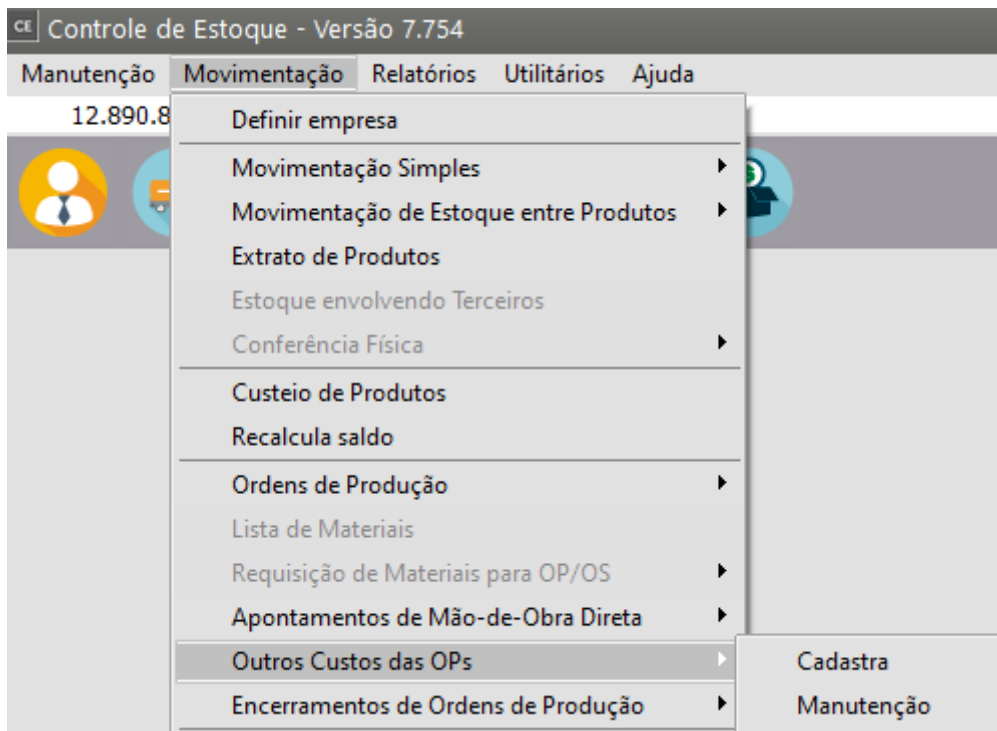 CE Controle de Estoque - Versão 7.754
Manutenção Movimentação Relatórios Utilitários Ajuda
12.890.8
Definir empresa
Movimentação Simples
Movimentação de Estoque entre Produtos
Extrato de Produtos
Estoque envolvendo Terceiros
Conferência Física
Custeio de Produtos
Recalcula saldo
Ordens de Produção
Lista de Materiais
Requisição de Materiais para OP/OS
Apontamentos de Mão-de-Obra Direta
Outros Custos das OPs
Cadastra
Encerramentos de Ordens de Produção
Manutenção